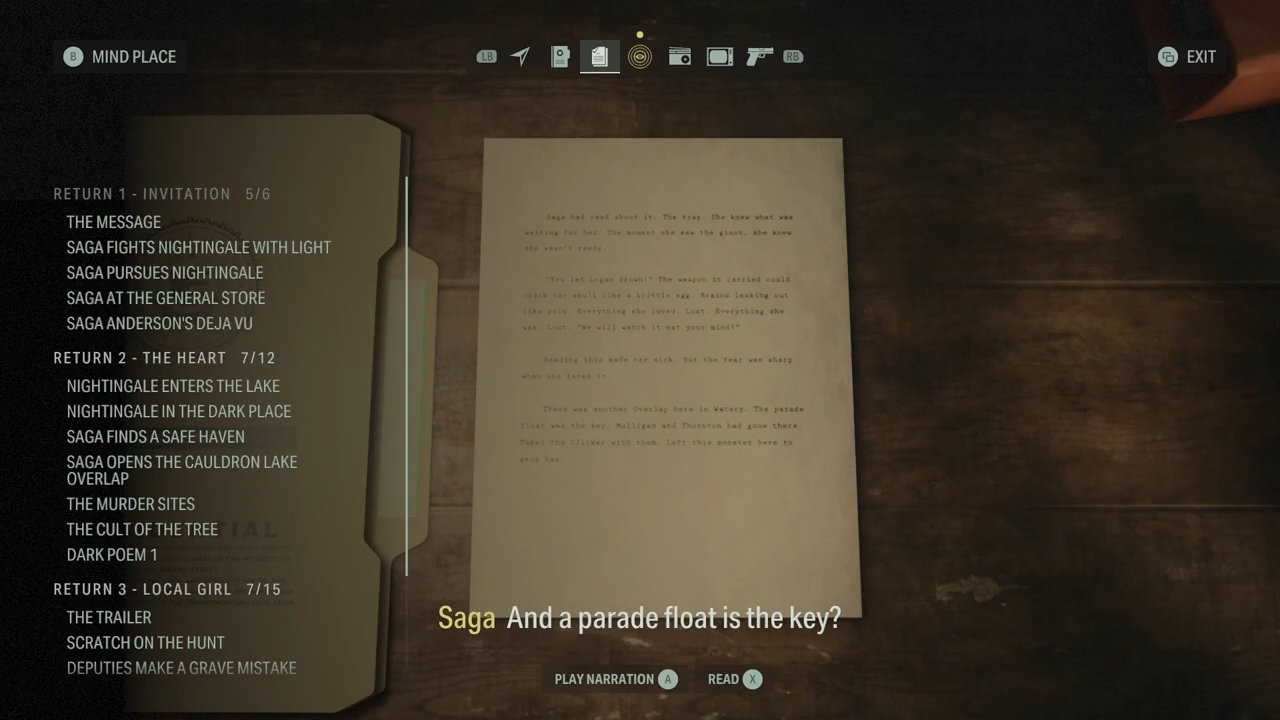 B MIND PLACE
LB
RB
EXIT
RETURN 1 - INVITATION 5/6
THE MESSAGE
SAGA FIGHTS NIGHTINGALE WITH LIGHT
SAGA PURSUES NIGHTINGALE
SAGA AT THE GENERAL STORE
SAGA ANDERSON'S DEJA VU
RETURN 2 - THE HEART 7/12
NIGHTINGALE ENTERS THE LAKE
NIGHTINGALE IN THE DARK PLACE
SAGA FINDS A SAFE HAVEN
SAGA OPENS THE CAULDRON LAKE
OVERLAP
THE MURDER SITES
THE CULT OF THE TREE
DARK POEM 1
RETURN 3 - LOCAL GIRL 7/15
THE TRAILER
SCRATCH ON THE HUNT
DEPUTIES MAKE A GRAVE MISTAKE
Saga had read about it. The trap. She knew what was
waiting for her. The moment she saw the giant, she knew
she wasn't ready.
"You let Logan drown!" The weapon it carried could
crack her skull like a brittle egg. Brains leaking out
like yolk. Everything she loved. Lost. Everything she
was. Lost. "We will watch it eat your mind!"
Reading this made her sick. But the fear was sharp
when she faced it.
There was another Overlap here in Watery. The parade
float was the key. Mulligan and Thornton had gone there.
Taken the Clicker with them. Left this monster here to
stop her.
Saga And a parade float is the key?
PLAY NARRATION A READ X